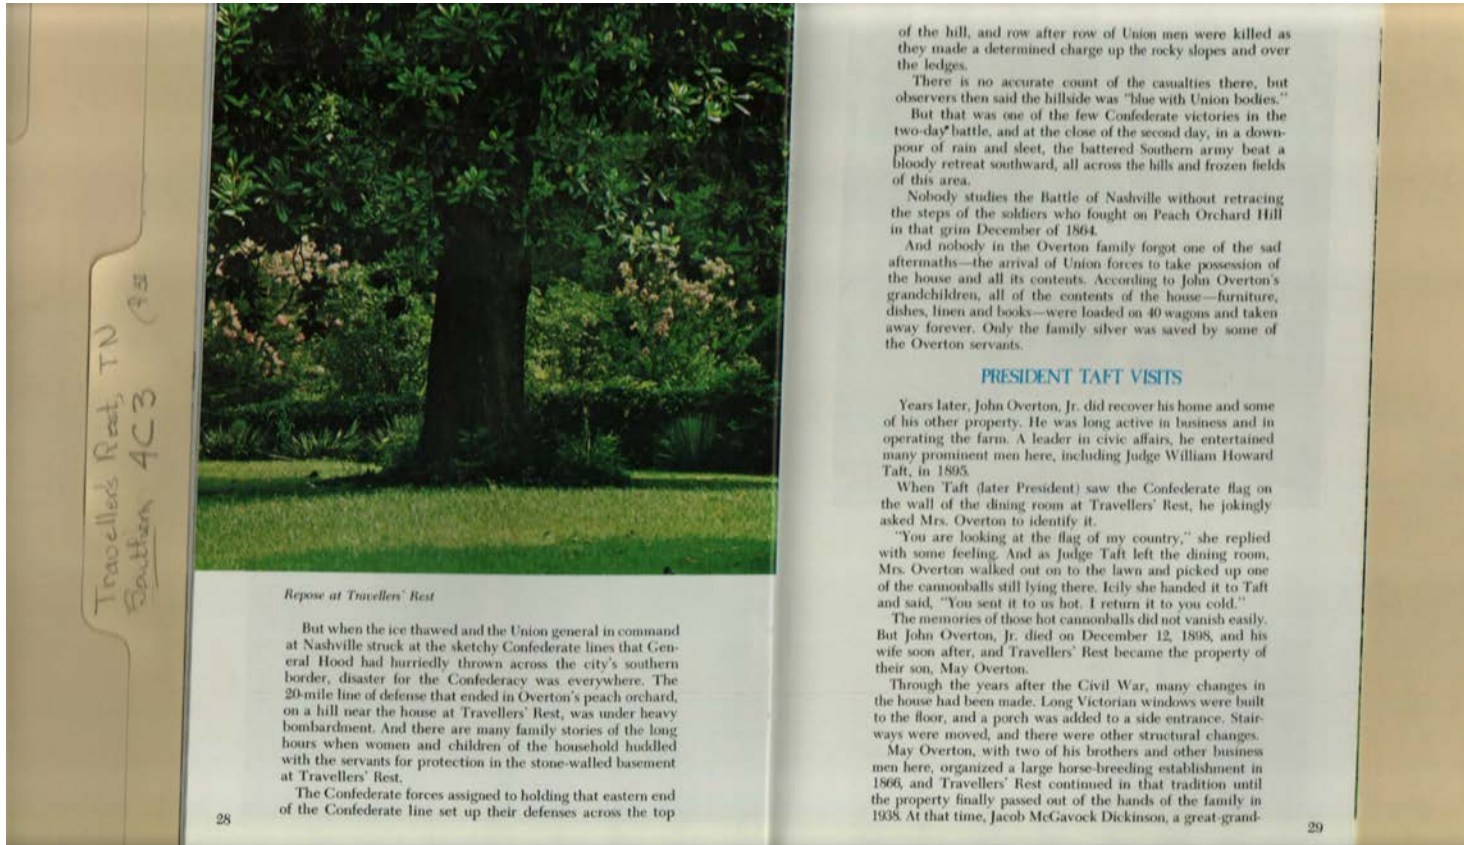 Travellers Rest, TN
Southern 4C3
Repose at Travellers' Rest
But when the ice thawed and the Union general in command
at Nashville struck at the sketchy Confederate lines that Gen-
eral Hood had hurriedly thrown across the city's southern
border, disaster for the Confederacy was everywhere. The
20-mile line of defense that ended in Overton's peach orchard,
on a hill near the house at Travellers' Rest, was under heavy
bombardment. And there are many family stories of the long
hours when women and children of the household huddled
with the servants for protection in the stone-walled basement
at Travellers' Rest.
The Confederate forces assigned to holding that eastern end
of the Confederate line set up their defenses across the top
28
of the hill, and row after row of Union men were killed as
they made a determined charge up the rocky slopes and over
the ledges.
There is no accurate count of the casualties there, but
observers then said the hillside was "blue with Union bodies."
But that was one of the few Confederate victories in the
two-day battle, and at the close of the second day, in a down-
pour of rain and sleet, the battered Southern army beat a
bloody retreat southward, all across the hills and frozen fields
of this area.
Nobody studies the Battle of Nashville without retracing
the steps of the soldiers who fought on Peach Orchard Hill
in that grim December of 1864.
And nobody in the Overton family forgot one of the sad
aftermaths—the arrival of Union forces to take possession of
the house and all its contents. According to John Overton's
grandchildren, all of the contents of the house—furniture,
dishes, linen and books—were loaded on 40 wagons and taken
away forever. Only the family silver was saved by some of
the Overton servants.
PRESIDENT TAFT VISITS
Years later, John Overton, Jr. did recover his home and some
of his other property. He was long active in business and in
operating the farm. A leader in civic affairs, he entertained
many prominent men here, including Judge William Howard
Taft, in 1895.
When Taft (later President) saw the Confederate flag on
the wall of the dining room at Travellers' Rest, he jokingly
asked Mrs. Overton to identify it.
"You are looking at the flag of my country," she replied
with some feeling. And as Judge Taft left the dining room,
Mrs. Overton walked out on to the lawn and picked up one
of the cannonballs still lying there. Icily she handed it to Taft
and said, "You sent it to us hot. I return it to you cold."
The memories of those hot cannonballs did not vanish easily.
But John Overton, Jr. died on December 12, 1898, and his
wife soon after, and Travellers' Rest became the property of
their son, May Overton.
Through the years after the Civil War, many changes in
the house had been made. Long Victorian windows were built
to the floor, and a porch was added to a side entrance. Stair-
ways were moved, and there were other structural changes.
May Overton, with two of his brothers and other business
men here, organized a large horse-breeding establishment in
1866, and Travellers' Rest continued in that tradition until
the property finally passed out of the hands of the family in
1938. At that time, Jacob McGavock Dickinson, a great-grand-
29